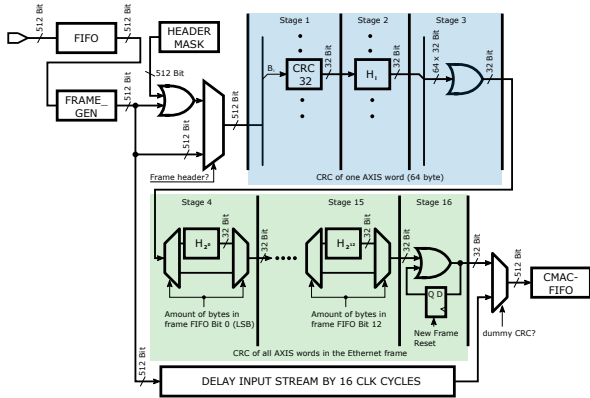 512 Bit
FIFO
512 Bit
HEADER
MASK
512 Bit
FRAME_
GEN
512 Bit
512 Bit
Frame header?
512 Bit
Stage 1
Stage 2
Stage 3
CRC
32
32 Bit
H
32 Bit
64 x 32 Bit
32 Bit
CRC of one AXIS word (64 byte)
Stage 4
Stage 15
Stage 16
32 Bit
32 Bit
32 Bit
32 Bit
32 Bit
Q D
Amount of bytes in
frame FIFO Bit 0 (LSB)
Amount of bytes in
frame FIFO Bit 12
New Frame
Reset
CRC of all AXIS words in the Ethernet frame
512 Bit
CMAC-
FIFO
dummy CRC?
512 Bit
DELAY INPUT STREAM BY 16 CLK CYCLES